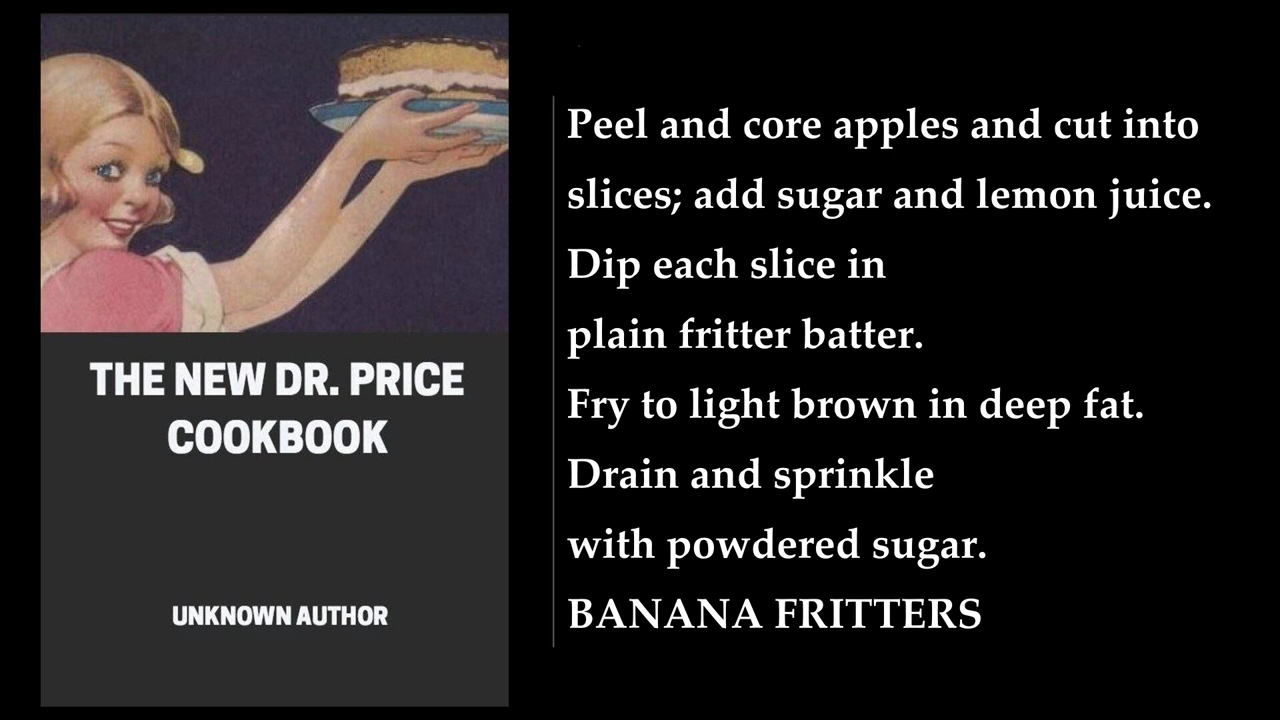 THE NEW DR. PRICE
COOKBOOK
UNKNOWN AUTHOR
Peel and core apples and cut into
slices; add sugar and lemon juice.
Dip each slice in
plain fritter batter.
Fry to light brown in deep fat.
Drain and sprinkle
with powdered sugar.
BANANA FRITTERS